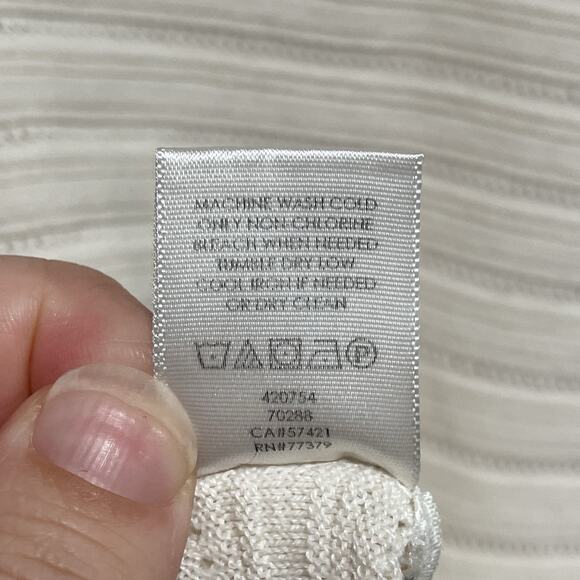 MACHINE WASH COLD
ONLY NON CHLORINE
BLEACH WHEN NEEDED
TUMBLE DRY LOW
COOL IRON IF NEEDED
OR DRY CLEAN
P
420754
70288
CA#57421
RN#77379